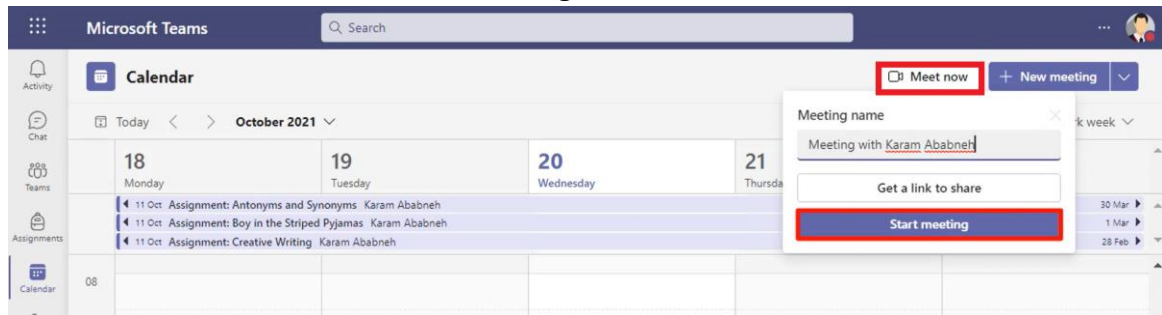 Microsoft Teams
Search
Activity
Calendar
Meet now
+ New meeting
Chat
Today < > October 2021
Meeting name
k week
Meeting with Karam Ababneh
Teams
18
19
20
21
Monday
Tuesday
Wednesday
Thursda
Get a link to share
11 Oct Assignment: Antonyms and Synonyms Karam Ababneh
30 Mar
11 Oct Assignment: Boy in the Striped Pyjamas Karam Ababneh
1 Mar
Start meeting
11 Oct Assignment: Creative Writing Karam Ababneh
28 Feb
Assignments
Calendar
08